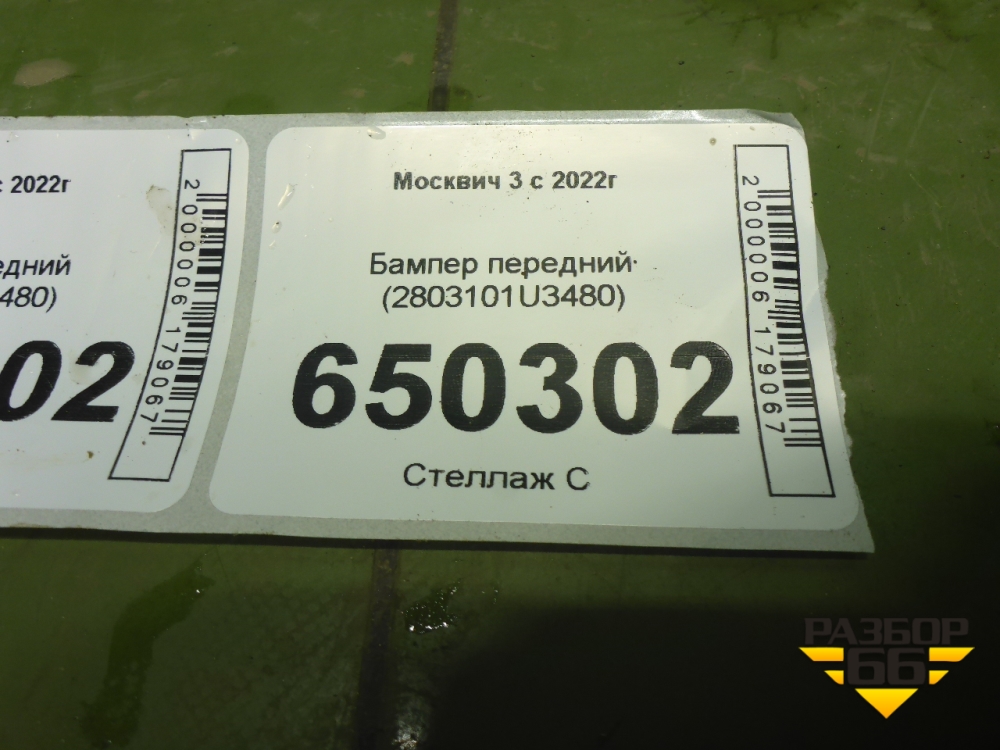 с 2022г
едний
480)
02
2000006179067
Москвич 3 с 2022г
Бампер передний
(2803101U3480)
650302
Стеллаж С
2000006179067
РАЗБОР
66